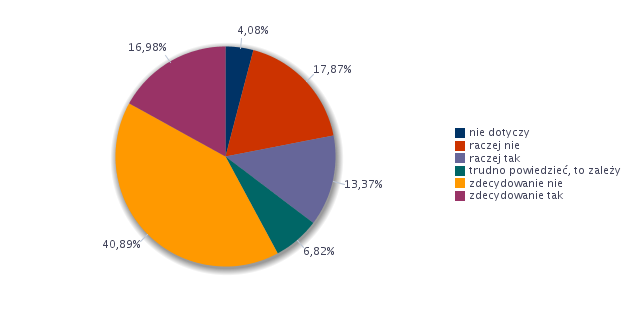 4,08%
16,98%
17,87%
13,37%
40,89%
6,82%
nie dotyczy
raczej nie
raczej tak
trudno powiedzieć, to zależy
zdecydowanie nie
zdecydowanie tak